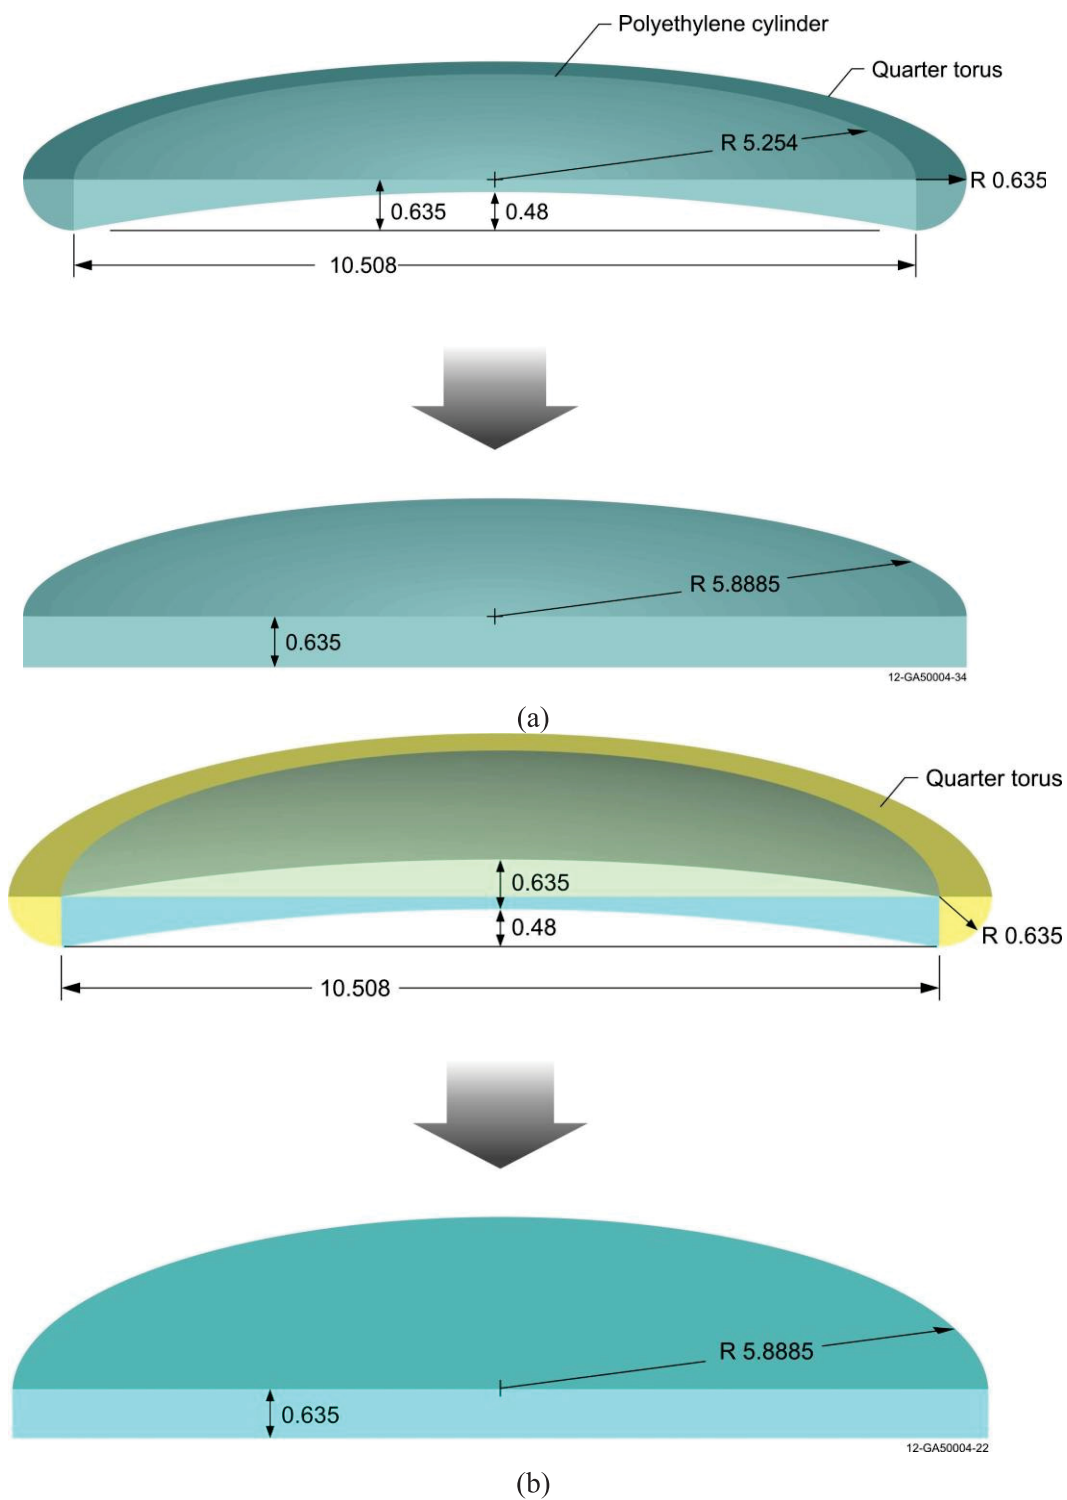 Polyethylene cylinder
Quarter torus
R 5.254
R 0.635
0.635
0.48
10.508
R 5.8885
0.635
12-GA50004-34
(a)
Quarter torus
0.635
0.48
R 0.635
10.508
R 5.8885
0.635
12-GA50004-22
(b)